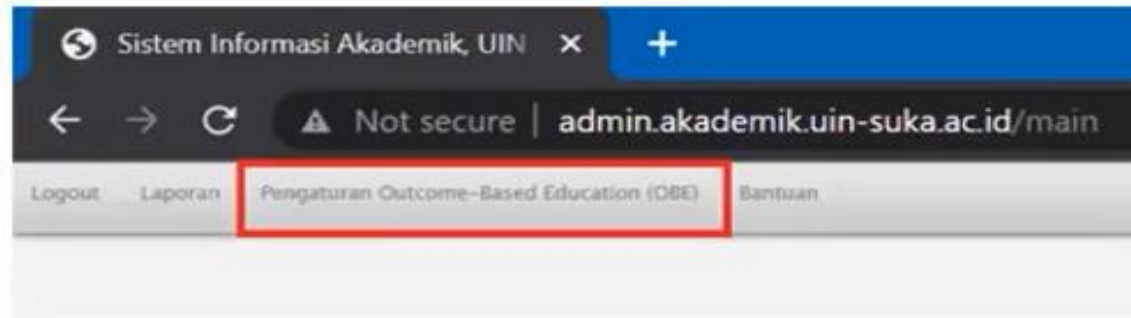 Sistem Informasi Akademik, UIN
Not secure | admin.akademik.uin-suka.ac.id/main
Logout Laporan Pengaturan Outcome-Based Education (OBE) Bantuan